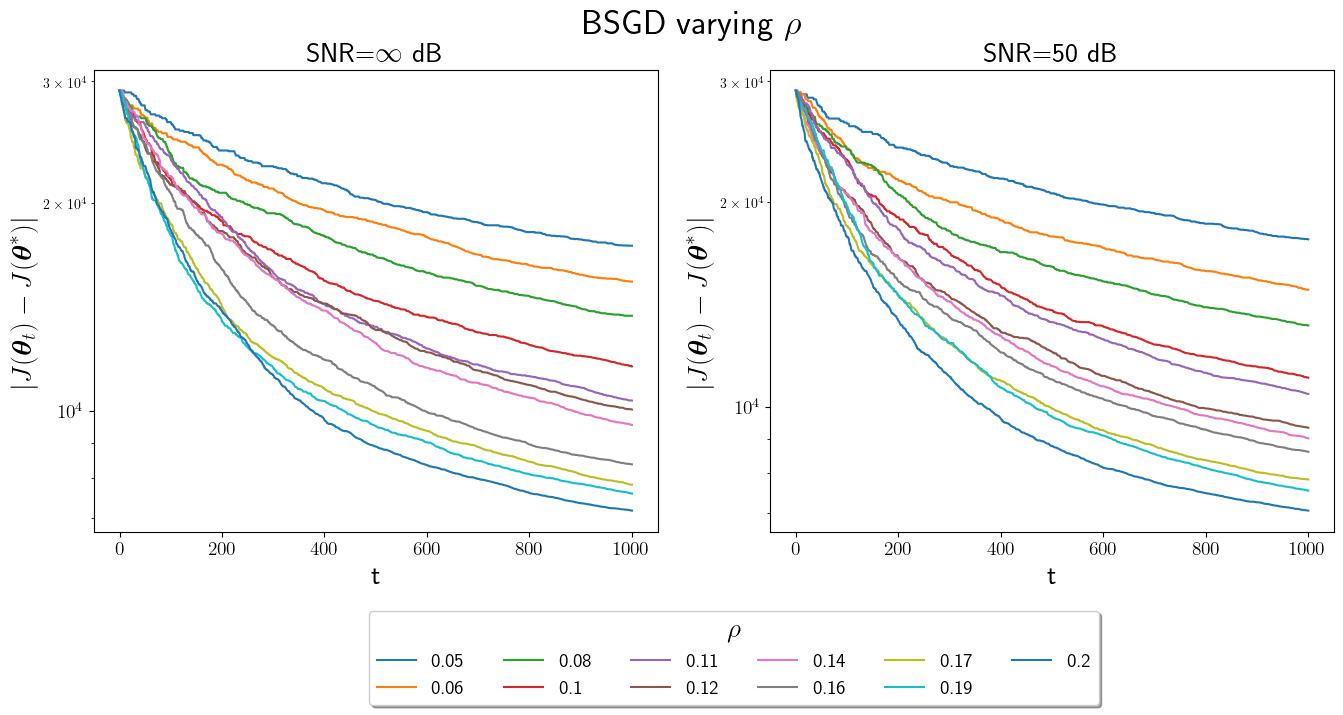 BSGD varying ρ
SNR=∞ dB
SNR=50 dB
3 × 10⁴
2 × 10⁴
10⁴
|J(θₜ) − J(θ*)|
0 200 400 600 800 1000
t
3 × 10⁴
2 × 10⁴
10⁴
|J(θₜ) − J(θ*)|
0 200 400 600 800 1000
t
ρ
0.05 0.08 0.11 0.14 0.17 0.2
0.06 0.1 0.12 0.16 0.19